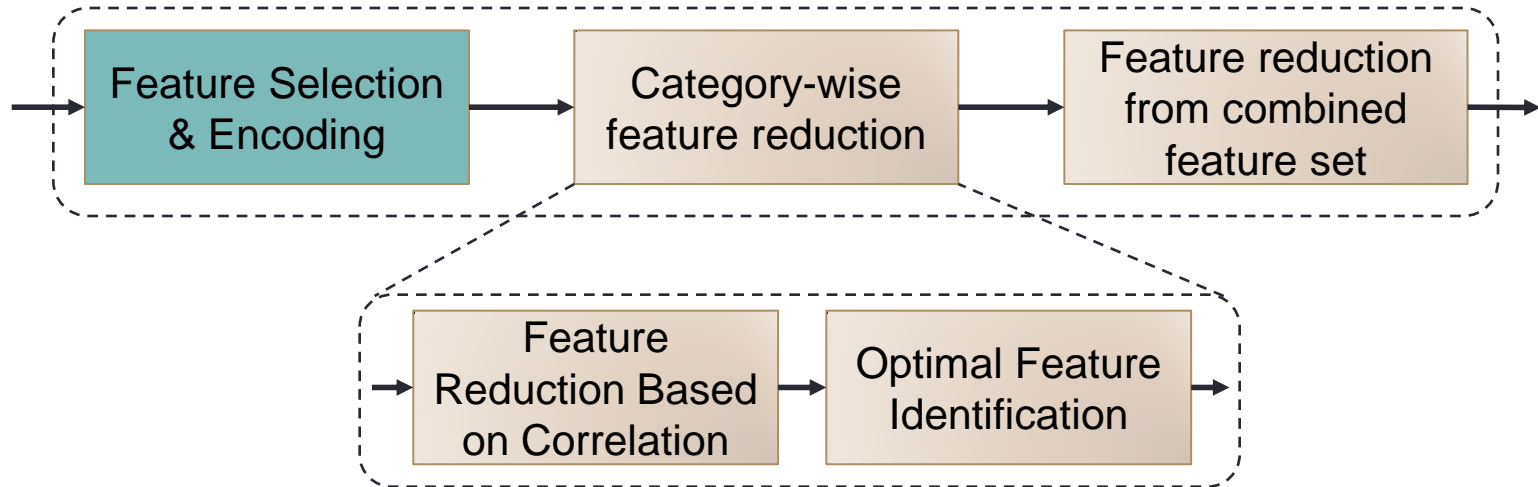 Feature Selection
& Encoding
Category-wise
feature reduction
Feature reduction
from combined
feature set
Feature
Reduction Based
on Correlation
Optimal Feature
Identification